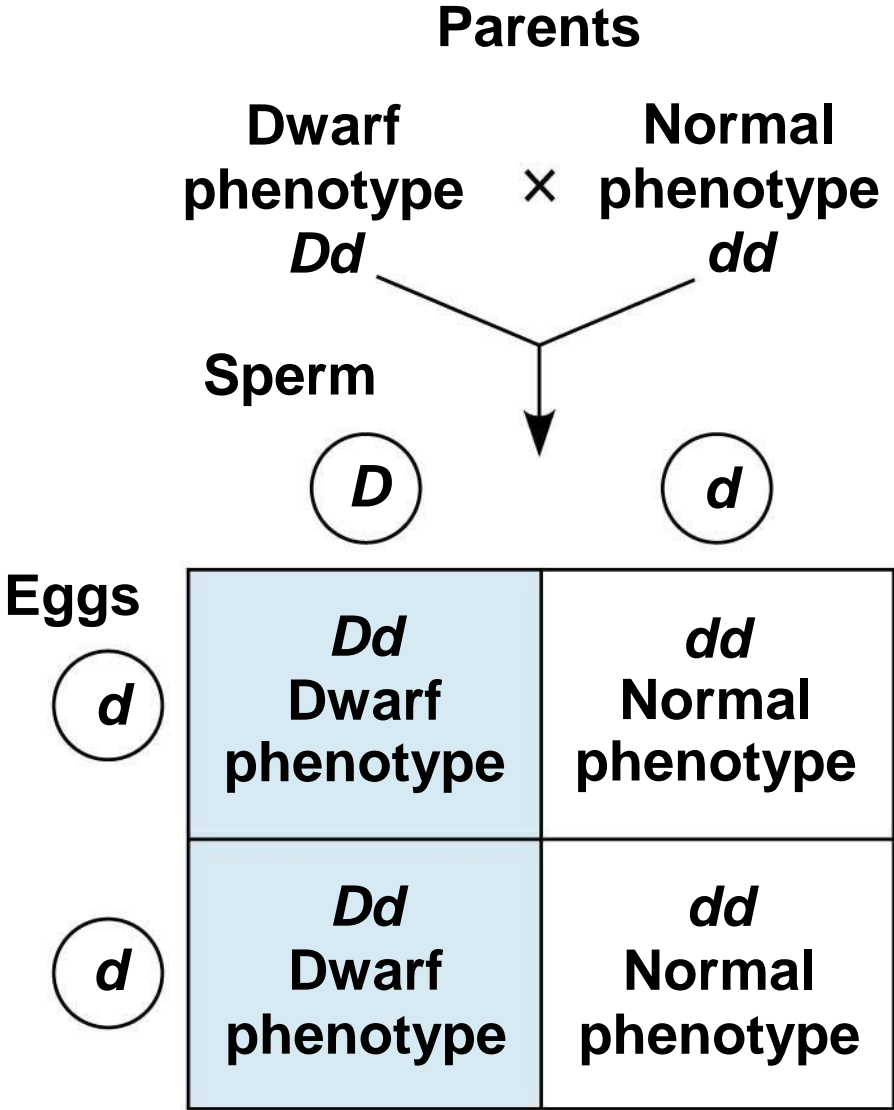 Parents
Dwarf
phenotype
Dd
×
Normal
phenotype
dd
Sperm
D
d
Eggs
d
Dd
Dwarf
phenotype
dd
Normal
phenotype
d
Dd
Dwarf
phenotype
dd
Normal
phenotype